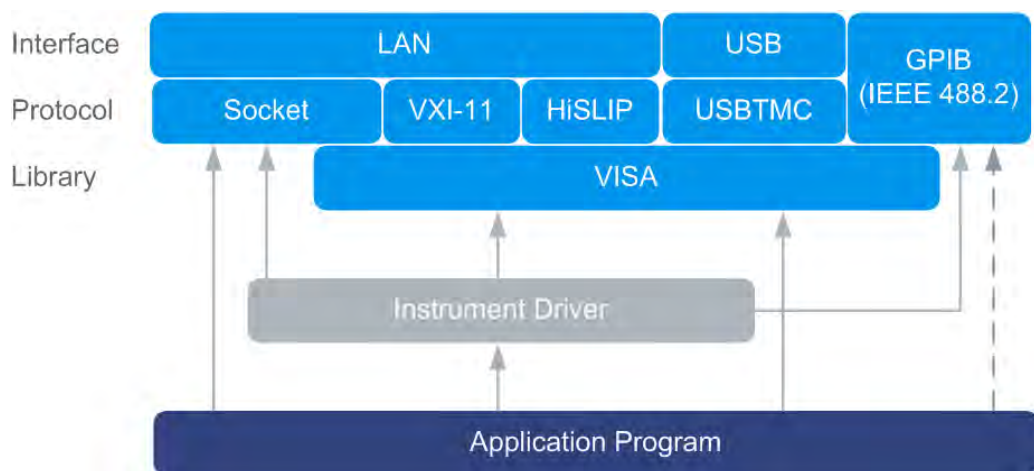 Interface
LAN
USB
GPIB
(IEEE 488.2)
Protocol
Socket
VXI-11
HiSLIP
USBTMC
Library
VISA
Instrument Driver
Application Program